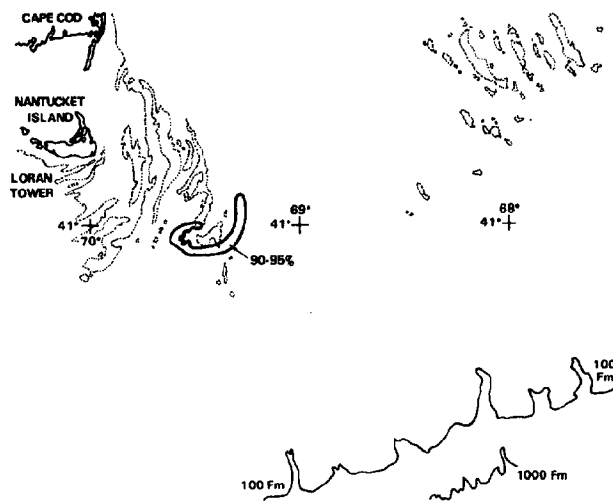 CAPE COD
NANTUCKET
ISLAND
LORAN
TOWER
41°
70°
69°
41°
68°
41°
90-95%
100
Fm
100 Fm
1000 Fm